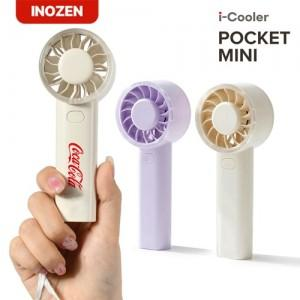 INOZEN
i-Cooler
POCKET
MINI
Coca-Cola